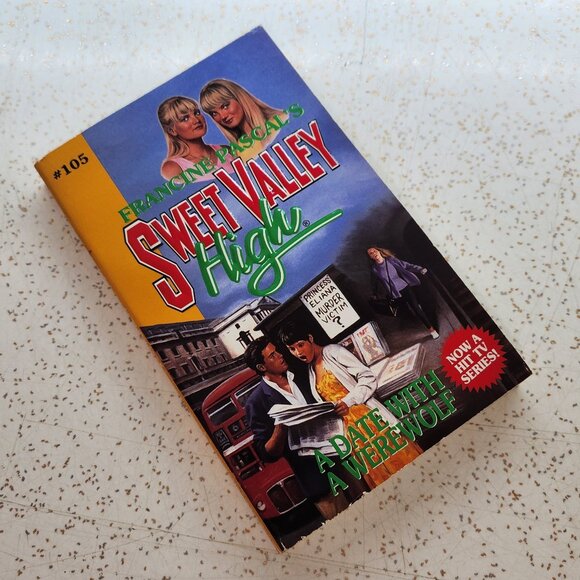 #105
FRANCINE PASCAL'S
SWEET VALLEY
High®
PRINCESS
ELIANA
MURDER
VICTIM
?
NOW A
HIT TV
SERIES!
A DATE WITH
A WEREWOLF